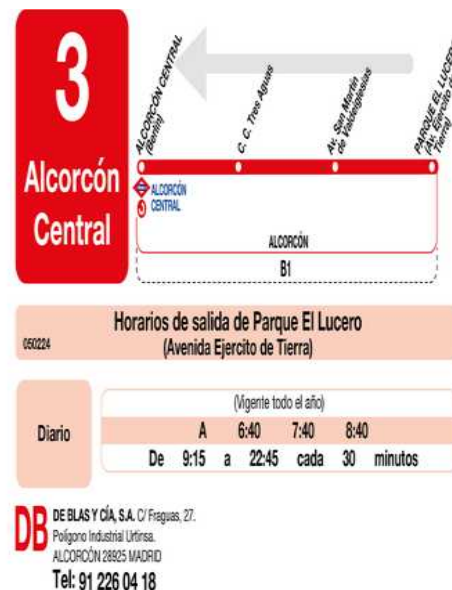 3
Alcorcón
Central
ALCORCÓN CENTRAL
(Berlín)
C. C. Tres Aguas
Av. San Martín
de Valdeiglesias
PARQUE EL LUCERO
(Av. Ejercito de
Tierra)
ALCORCÓN
CENTRAL
ALCORCÓN
B1
Horarios de salida de Parque El Lucero
050224
(Avenida Ejercito de Tierra)
(Vigente todo el año)
Diario
A 6:40 7:40 8:40
De 9:15 a 22:45 cada 30 minutos
DB
DE BLAS Y CÍA, S.A. C/ Fraguas, 27.
Polígono Industrial Urtinsa.
ALCORCÓN 28925 MADRID
Tel: 91 226 04 18